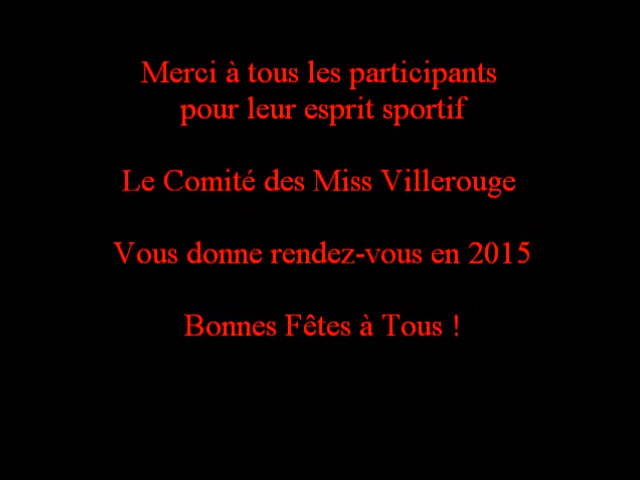 Merci à tous les participants
pour leur esprit sportif
Le Comité des Miss Villerouge
Vous donne rendez-vous en 2015
Bonnes Fêtes à Tous !